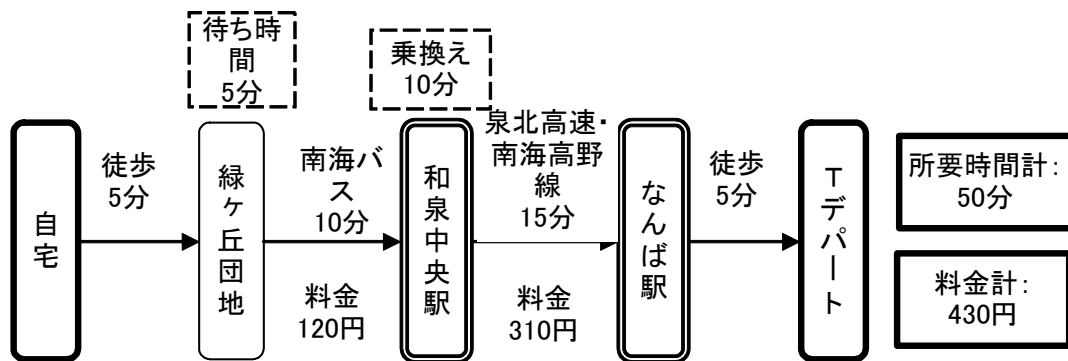 待ち時
間
5分
乗換え
10分
自宅
徒歩
5分
緑ヶ丘団地
南海バ
ス
10分
料金
120円
和泉中央駅
泉北高速・
南海高野
線
15分
料金
310円
なんば駅
徒歩
5分
Tデパート
所要時間計:
50分
料金計:
430円